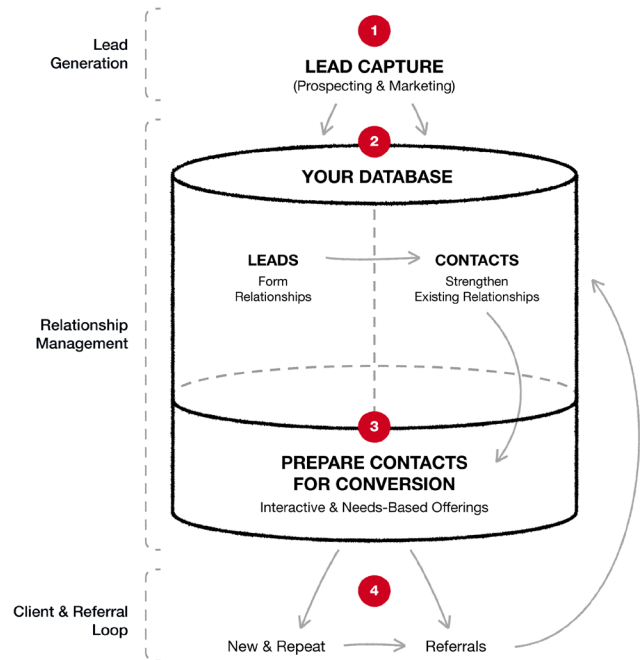 1
Lead
Generation
LEAD CAPTURE
(Prospecting & Marketing)
2
YOUR DATABASE
LEADS
Form
Relationships
CONTACTS
Strengthen
Existing Relationships
Relationship
Management
3
PREPARE CONTACTS
FOR CONVERSION
Interactive & Needs-Based Offerings
4
Client & Referral
Loop
New & Repeat
Referrals